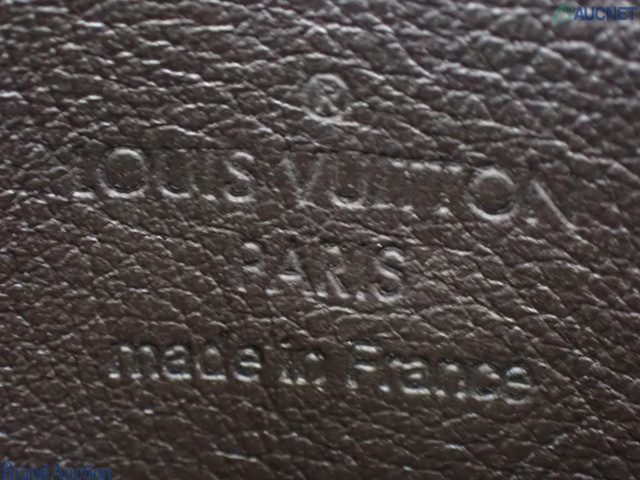 AUCNET
®
LOUIS VUITTON
PARIS
made in France
Brand Auction